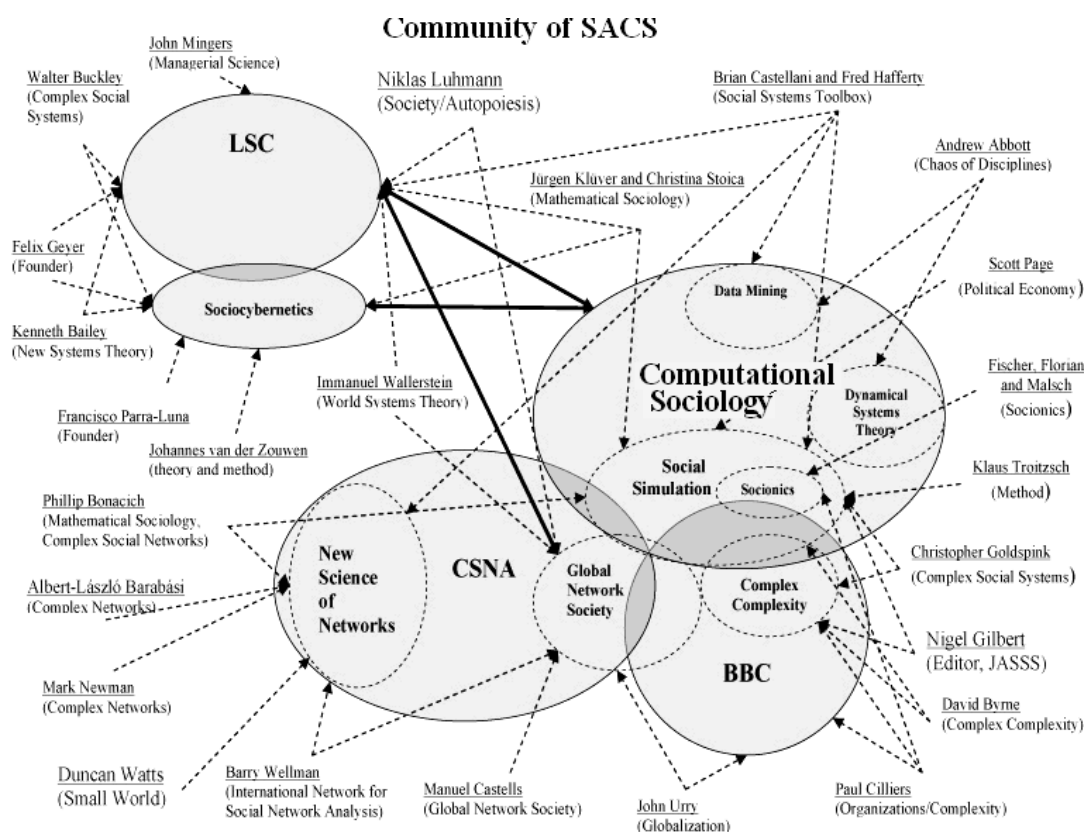 Community of SACS
John Mingers
(Managerial Science)
Walter Buckley
(Complex Social
Systems)
Niklas Luhmann
(Society/Autopoiesis)
Brian Castellani and Fred Hafferty
(Social Systems Toolbox)
LSC
Andrew Abbott
(Chaos of Disciplines)
Jürgen Klüver and Christina Stoica
(Mathematical Sociology)
Felix Geyer
(Founder)
Scott Page
(Political Economy)
Data Mining
Sociocybernetics
Kenneth Bailey
(New Systems Theory)
Immanuel Wallerstein
(World Systems Theory)
Computational
Sociology
Fischer, Florian
and Malsch
(Socionics)
Dynamical
Systems
Theory
Francisco Parra-Luna
(Founder)
Johannes van der Zouwen
(theory and method)
Social
Simulation
Socionics
Klaus Troitzsch
(Method)
Phillip Bonacich
(Mathematical Sociology,
Complex Social Networks)
New
Science
of
Networks
CSNA
Global
Network
Society
Complex
Complexity
Christopher Goldspink
(Complex Social Systems)
Albert-László Barabási
(Complex Networks)
BBC
Nigel Gilbert
(Editor, JASSS)
Mark Newman
(Complex Networks)
David Byrne
(Complex Complexity)
Duncan Watts
(Small World)
Barry Wellman
(International Network for
Social Network Analysis)
Manuel Castells
(Global Network Society)
John Urry
(Globalization)
Paul Cilliers
(Organizations/Complexity)